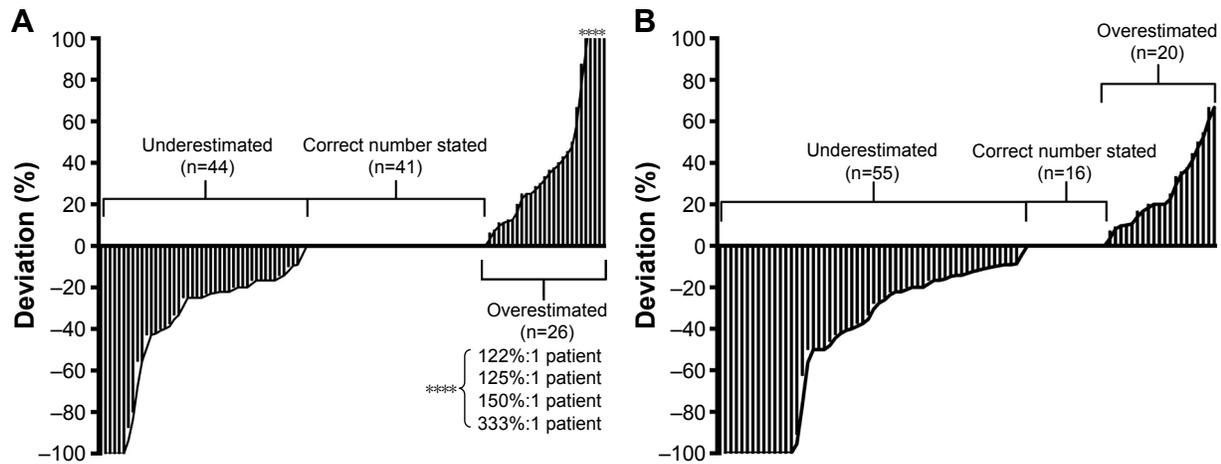 A
Deviation (%)
100
80
60
40
20
0
–20
–40
–60
–80
–100
Underestimated
(n=44)
Correct number stated
(n=41)
****
Overestimated
(n=26)
****
122%:1 patient
125%:1 patient
150%:1 patient
333%:1 patient
B
Deviation (%)
100
80
60
40
20
0
–20
–40
–60
–80
–100
Underestimated
(n=55)
Correct number stated
(n=16)
Overestimated
(n=20)